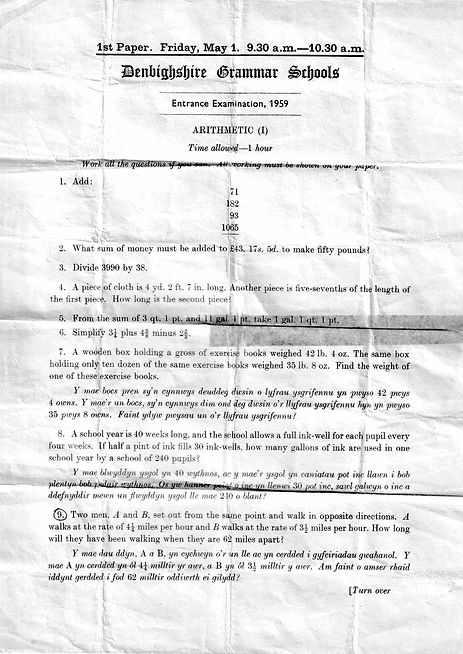 1st Paper. Friday, May 1. 9.30 a.m.—10.30 a.m.
Denbighshire Grammar Schools
Entrance Examination, 1959
ARITHMETIC (I)
Time allowed—1 hour
Work all the questions if you can. All working must be shown on your paper.
1. Add:
71
182
93
1065
2. What sum of money must be added to £43. 17s. 5d. to make fifty pounds?
3. Divide 3990 by 38.
4. A piece of cloth is 4 yd. 2 ft. 7 in. long. Another piece is five-sevenths of the length of
the first piece. How long is the second piece?
5. From the sum of 3 qt. 1 pt. and 11 gal. 1 pt. take 1 gal. 1 qt. 1 pt.
6. Simplify 3¼ plus minus
7. A wooden box holding a gross of exercise books weighed 42 lb. 4 oz. The same box
holding only ten dozen of the same exercise books weighed 35 lb. 8 oz. Find the weight of
one of these exercise books.
Y mae bocs pren sy'n cynnwys deuddeg dwsin o lyfrau ysgrifennu yn pwyso 42 pwys
4 owns. Y mae'r un bocs, sy'n cynnwys dim ond deg dwsin o'r llyfrau ysgrifennu hyn yn pwyso
35 pwys 8 owns. Faint ydyw pwysau un o'r llyfrau ysgrifennu?
8. A school year is 40 weeks long, and the school allows a full ink-well for each pupil every
four weeks. If half a pint of ink fills 30 ink-wells, how many gallons of ink are used in one
school year by a school of 240 pupils?
Y mae blwyddyn ysgol yn 40 wythnos, ac y mae'r ysgol yn caniatau pot inc llawn i bob
plentyn bob pedair wythnos. Os yw hanner peint o inc yn llenwi 30 pot inc, sawl galwyn o inc a
ddefnyddir mewn un flwyddyn ysgol lle mae 240 o blant?
9. Two men, A and B, set out from the same point and walk in opposite directions. A
walks at the rate of 4¼ miles per hour and B walks at the rate of 3½ miles per hour. How long
will they have been walking when they are 62 miles apart?
Y mae dau ddyn, A a B, yn cychwyn o'r un lle ac yn cerdded i gyfeiriadau gwahanol. Y
mae A yn cerdded yn ôl 4¼ milltir yr awr, a B yn ôl 3½ milltir y awr. Am faint o amser rhaid
iddynt gerdded i fod 62 milltir oddiwrth ei gilydd?
[Turn over